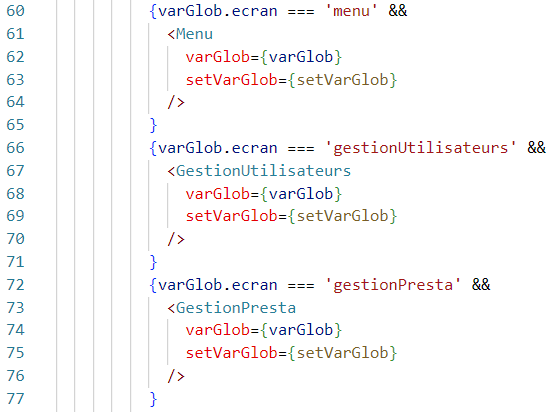 60 {varGlob.ecran === 'menu' &&
61 <Menu
62 varGlob={varGlob}
63 setVarGlob={setVarGlob}
64 />
65 }
66 {varGlob.ecran === 'gestionUtilisateurs' &&
67 <GestionUtilisateurs
68 varGlob={varGlob}
69 setVarGlob={setVarGlob}
70 />
71 }
72 {varGlob.ecran === 'gestionPresta' &&
73 <GestionPresta
74 varGlob={varGlob}
75 setVarGlob={setVarGlob}
76 />
77 }